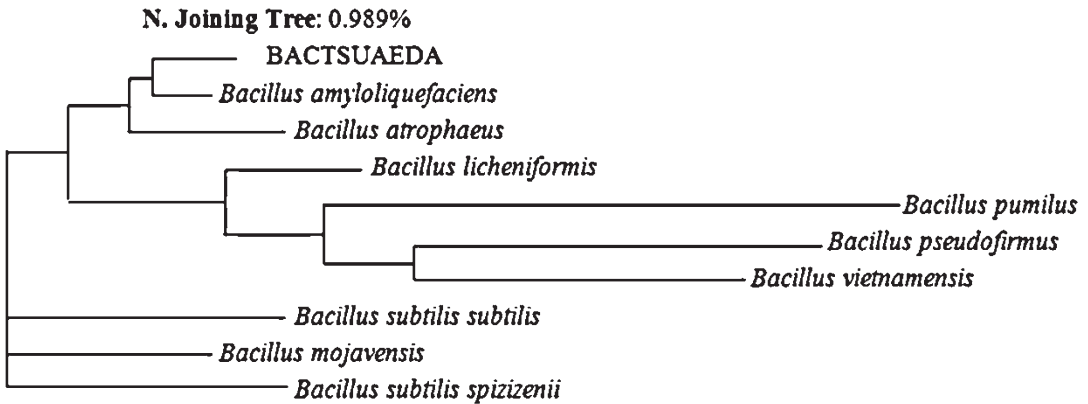 N. Joining Tree: 0.989%
BACTSUAEDA
Bacillus amyloliquefaciens
Bacillus atrophaeus
Bacillus licheniformis
Bacillus pumilus
Bacillus pseudofirmus
Bacillus vietnamensis
Bacillus subtilis subtilis
Bacillus mojavensis
Bacillus subtilis spizizenii